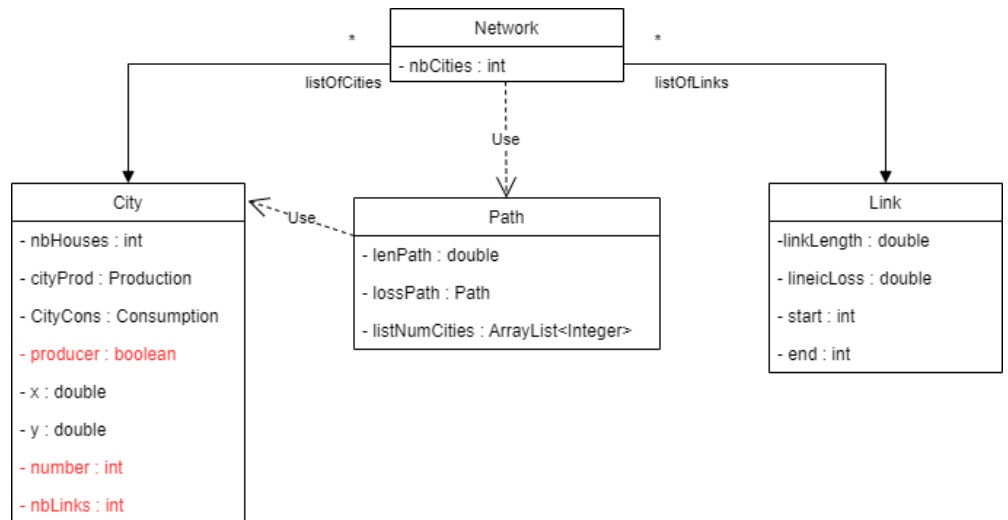 Network
- nbCities : int
*
*
listOfCities
listOfLinks
Use
City
- nbHouses : int
- cityProd : Production
- CityCons : Consumption
- producer : boolean
- x : double
- y : double
- number : int
- nbLinks : int
Use
Path
- lenPath : double
- lossPath : Path
- listNumCities : ArrayList<Integer>
Link
-linkLength : double
- lineicLoss : double
- start : int
- end : int